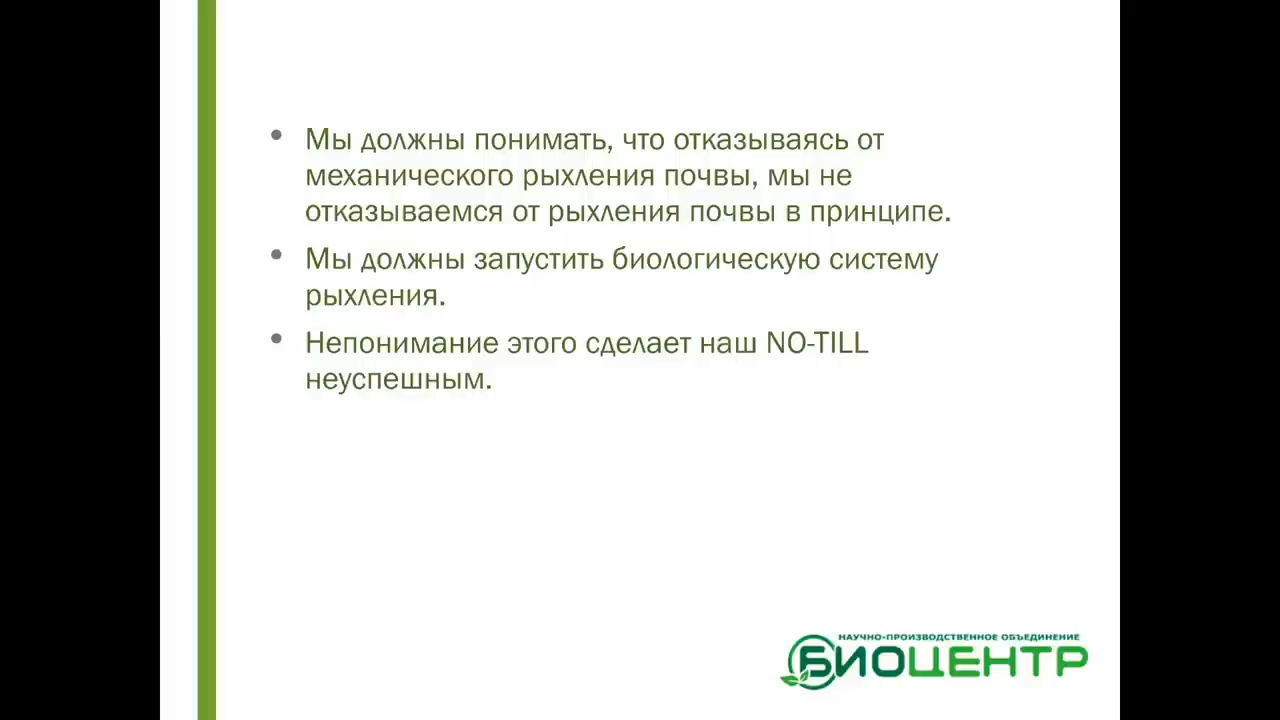 • Мы должны понимать, что отказываясь от
механического рыхления почвы, мы не
отказываемся от рыхления почвы в принципе.
• Мы должны запустить биологическую систему
рыхления.
• Непонимание этого сделает наш NO-TILL
неуспешным.
НАУЧНО-ПРОИЗВОДСТВЕННОЕ ОБЪЕДИНЕНИЕ
БИОЦЕНТР